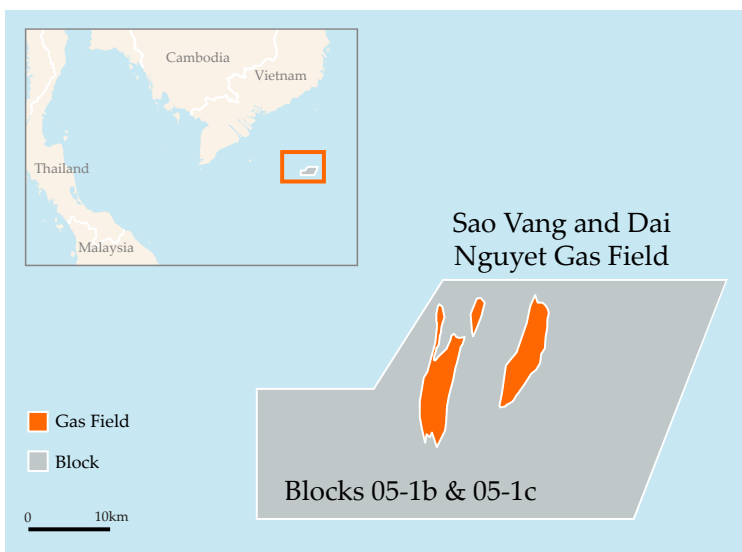 Cambodia
Vietnam
Thailand
Malaysia
Sao Vang and Dai
Nguyet Gas Field
Gas Field
Block
Blocks 05-1b & 05-1c
0 10km